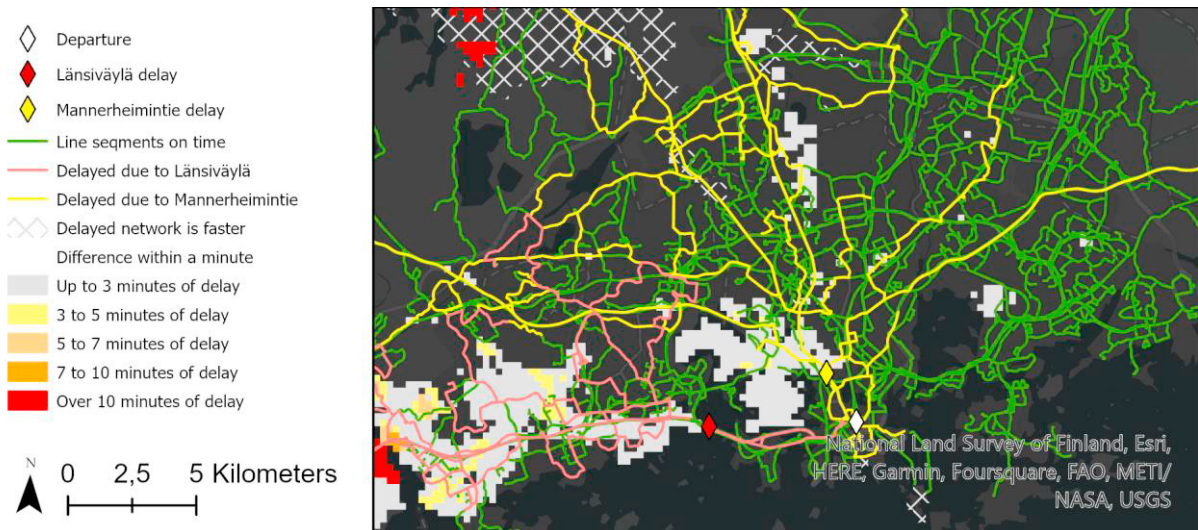 Departure
Länsiväylä delay
Mannerheimintie delay
Line seqments on time
Delayed due to Länsiväylä
Delayed due to Mannerheimintie
Delayed network is faster
Difference within a minute
Up to 3 minutes of delay
3 to 5 minutes of delay
5 to 7 minutes of delay
7 to 10 minutes of delay
Over 10 minutes of delay
N
0 2,5 5 Kilometers
National Land Survey of Finland, Esri,
HERE, Garmin, Foursquare, FAO, METI/
NASA, USGS